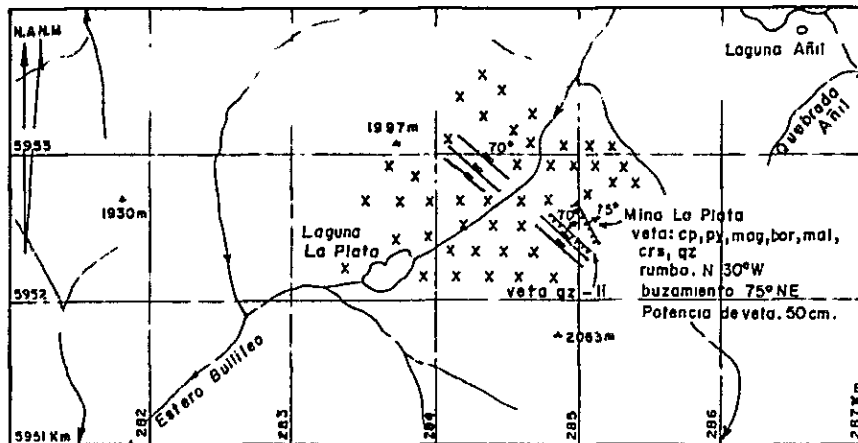 N.A.N.M
Laguna Añil
Quebrada
Añil
1997m
70°
5953
1930m
70°
75°
Mina La Plata
veta: cp, py, mag, bor, mal,
crs, qz
rumbo. N 30°W
buzamiento 75° NE
Potencia de veta. 50 cm.
Laguna
La Plata
veta qz-li
5952
2063m
Estero Bullileo
5951 Km
282
283
284
285
286
287 Km